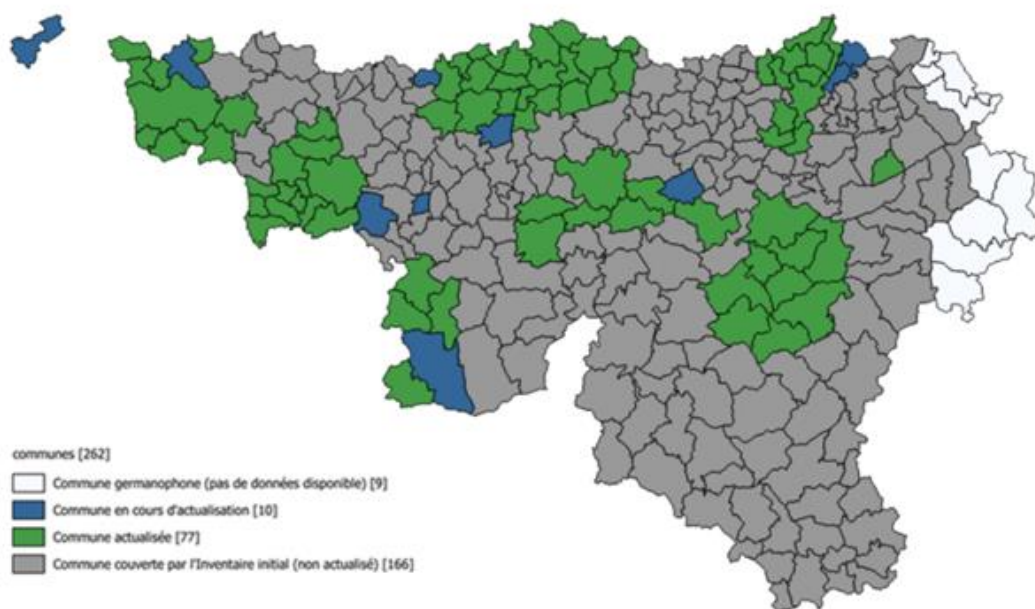 communes [262]
Commune germanophone (pas de données disponible) [9]
Commune en cours d'actualisation [10]
Commune actualisée [77]
Commune couverte par l'Inventaire initial (non actualisé) [166]